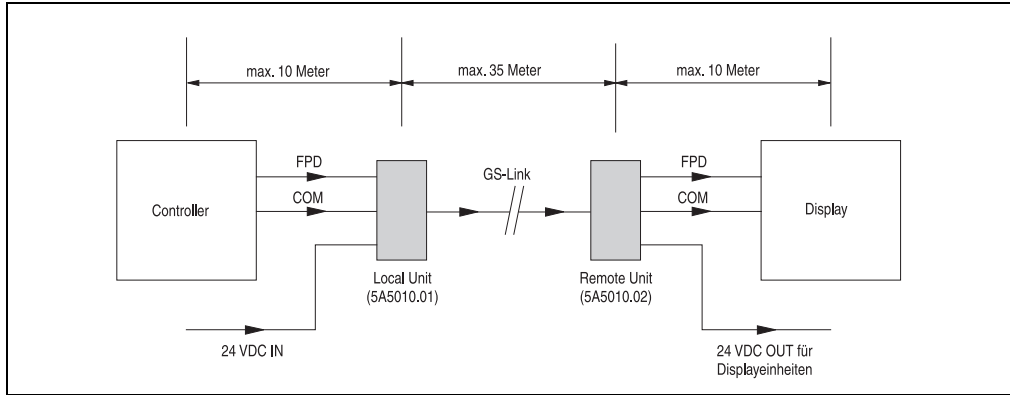 max. 10 Meter
max. 35 Meter
max. 10 Meter
FPD
COM
Controller
GS-Link
FPD
COM
Display
Local Unit
(5A5010.01)
Remote Unit
(5A5010.02)
24 VDC IN
24 VDC OUT für
Displayeinheiten